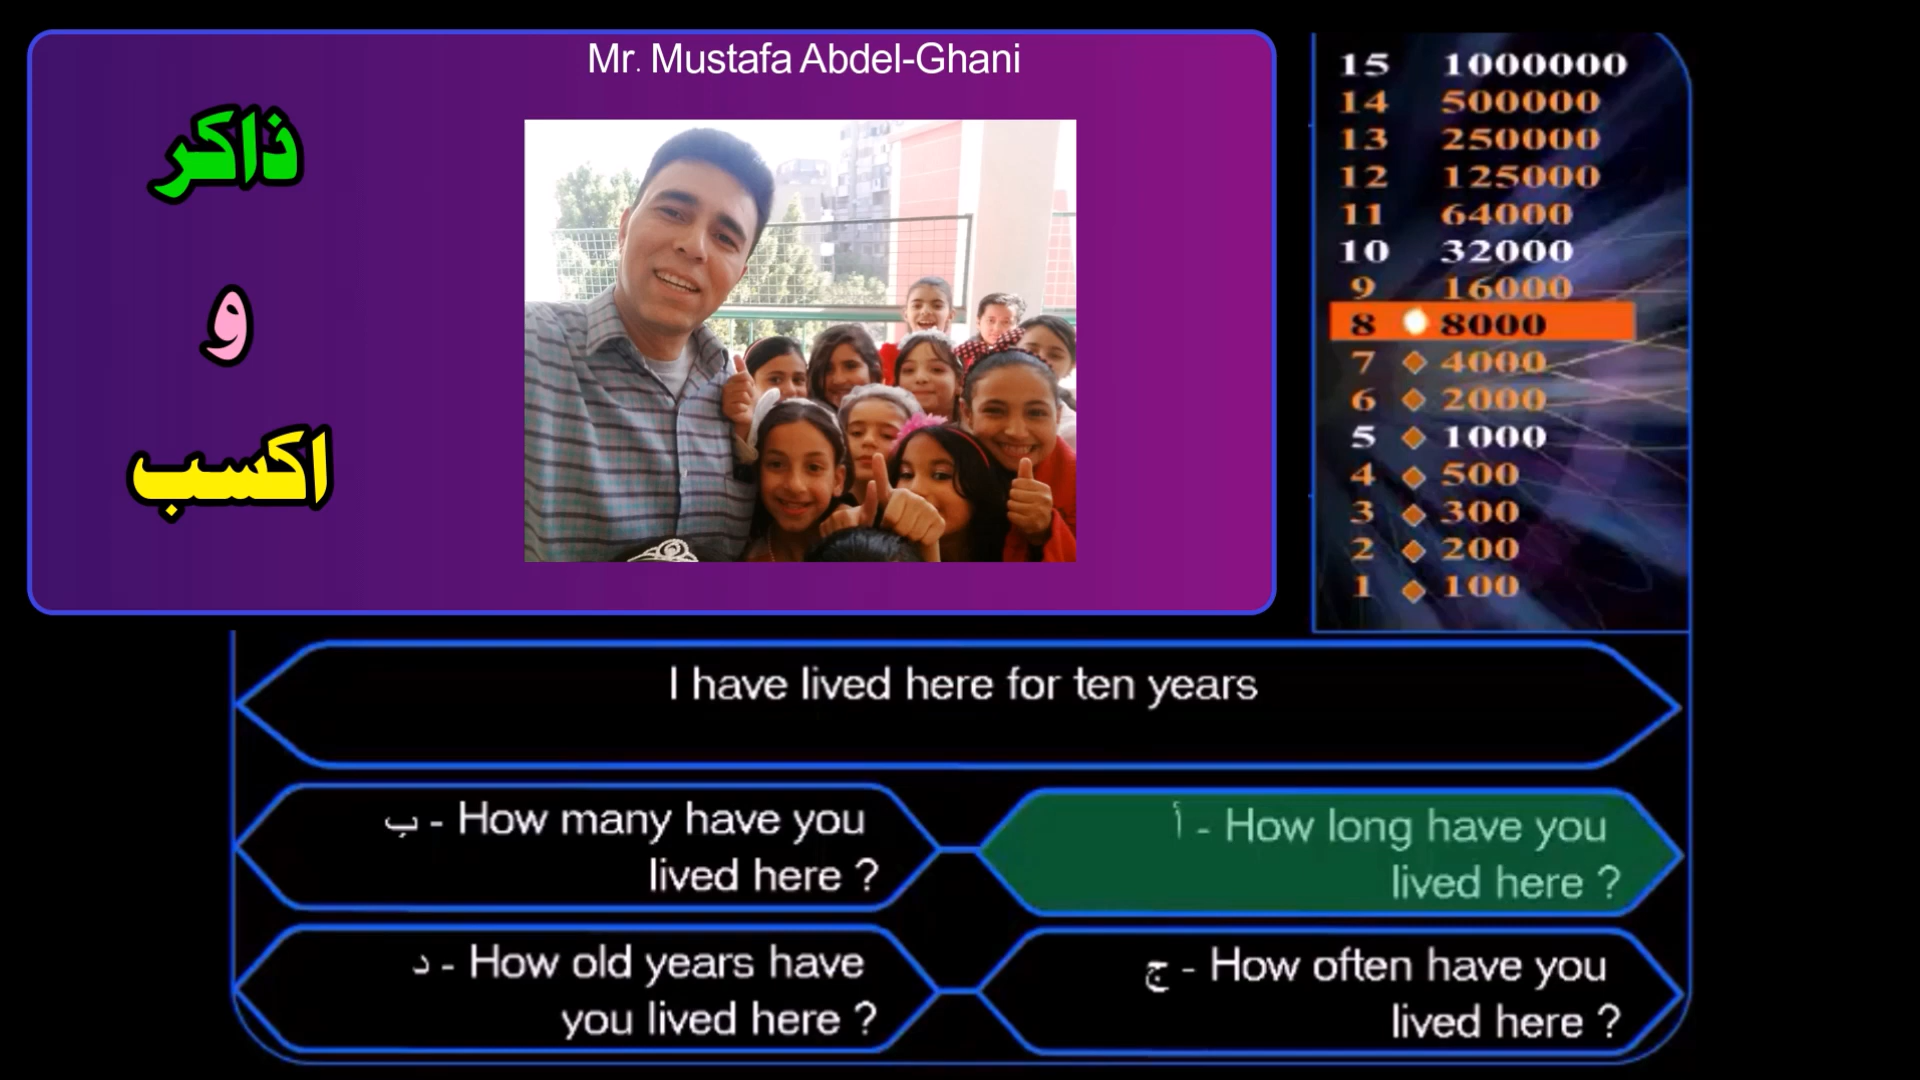 Mr. Mustafa Abdel-Ghani
ذاكر
و
اكسب
15 1000000
14 500000
13 250000
12 125000
11 64000
10 32000
9 16000
8 8000
7 4000
6 2000
5 1000
4 500
3 300
2 200
1 100
I have lived here for ten years
أ - How long have you
lived here ?
ب - How many have you
lived here ?
ج - How often have you
lived here ?
د - How old years have
you lived here ?